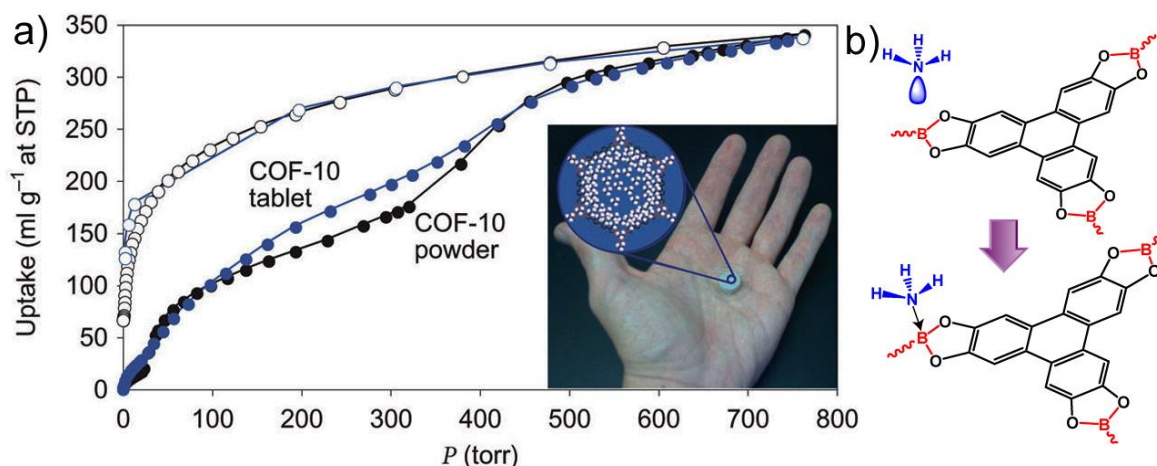 a)
350
300
250
200
150
100
50
0
Uptake (ml g⁻¹ at STP)
COF-10
tablet
COF-10
powder
0 100 200 300 400 500 600 700 800
P (torr)
b)
H
H H
N
O B
O
O
B
O
O
B
O
H
H H
N
O B
O
O
B
O
O
B
O